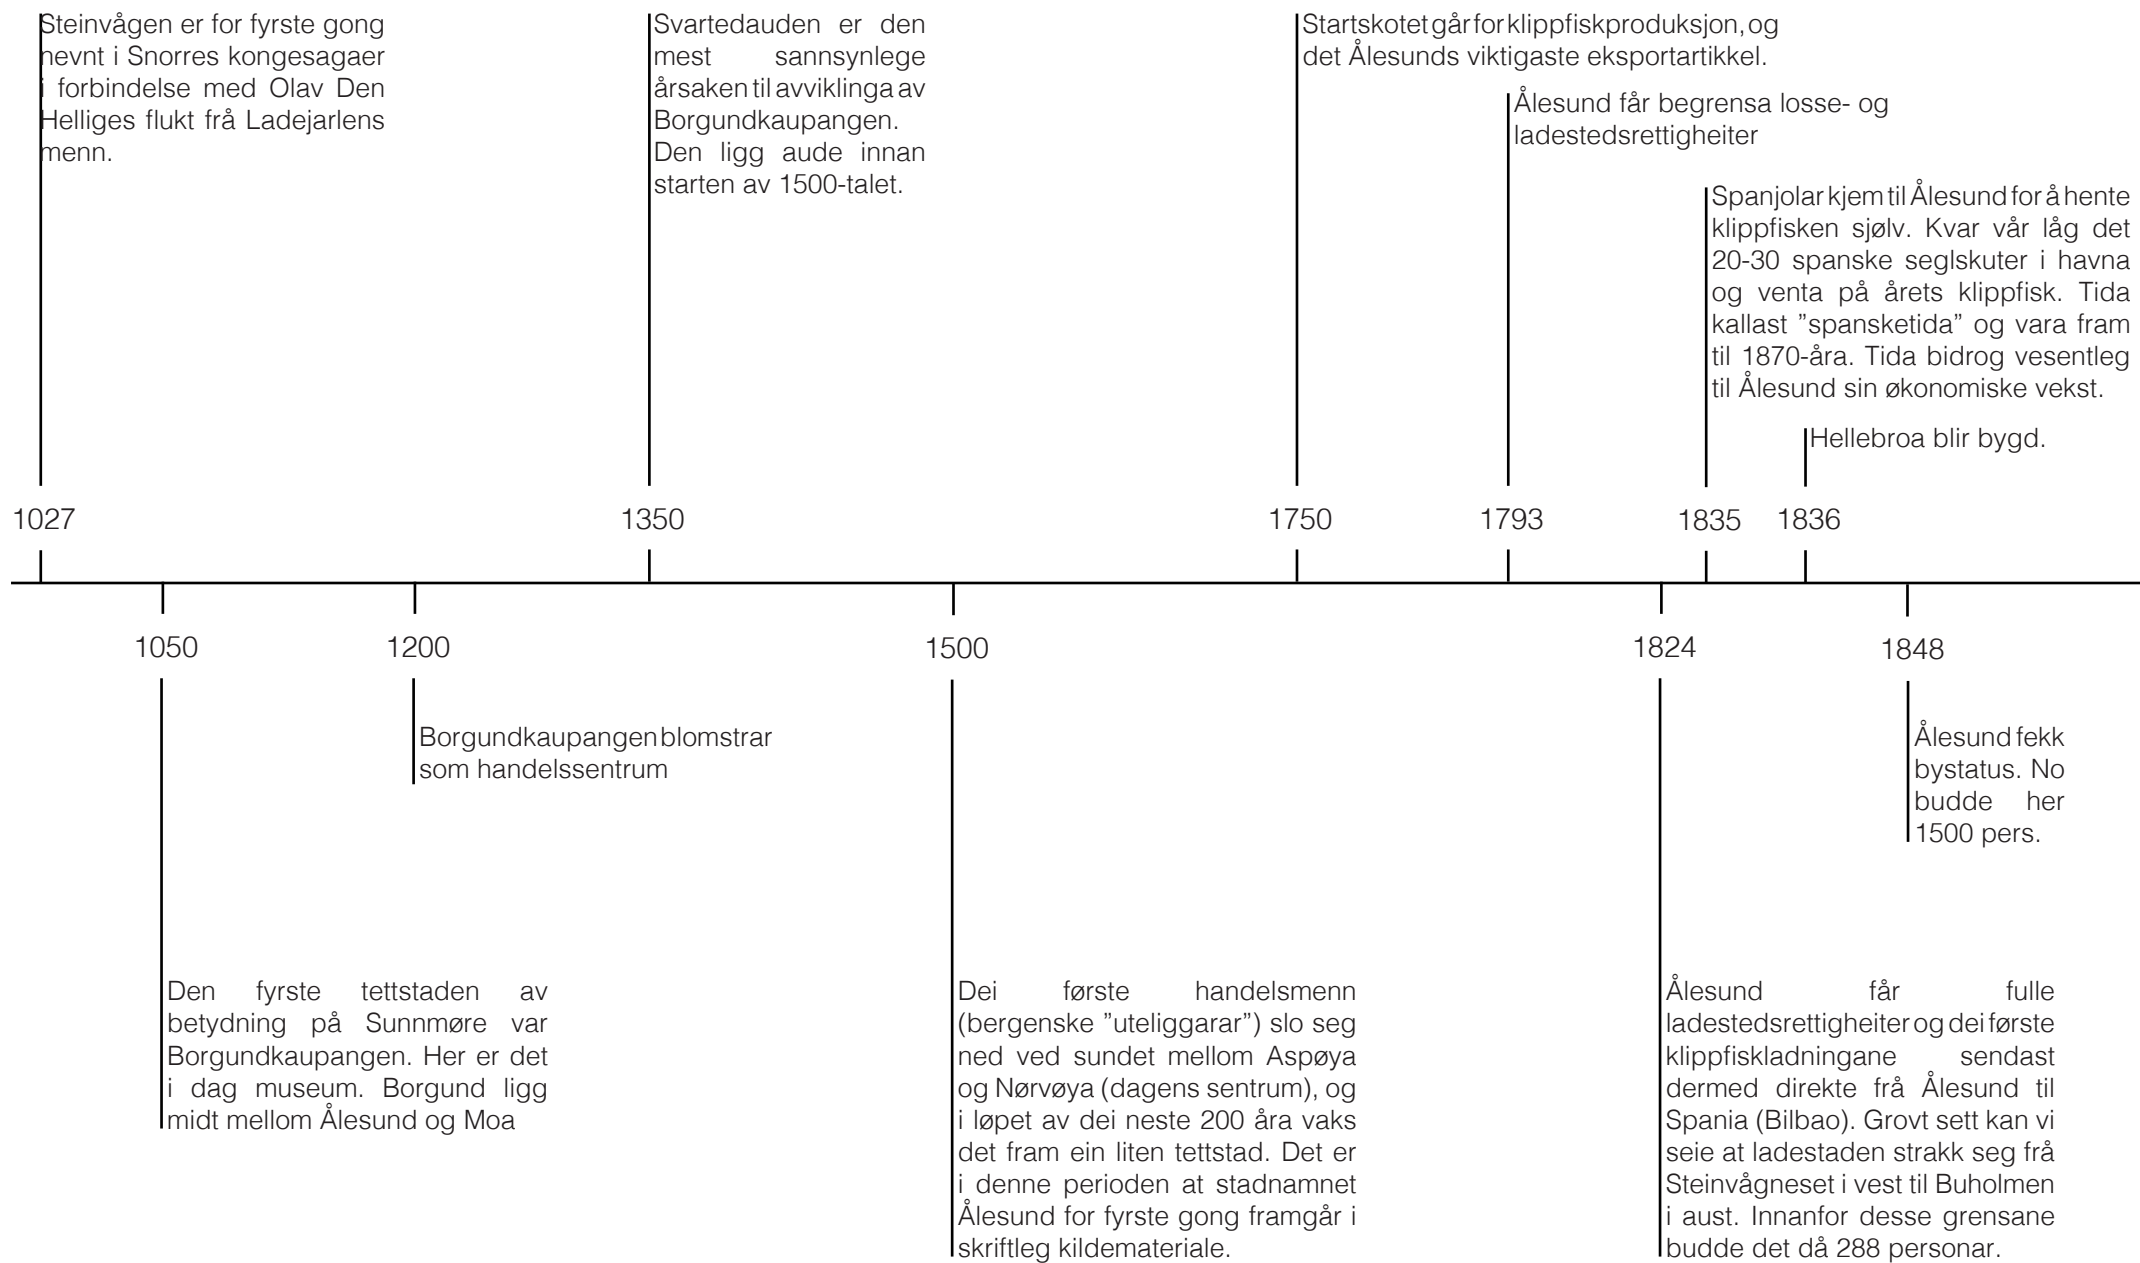 Steinvågen er for fyrste gong
nevnt i Snorres kongesagaer
i forbindelse med Olav Den
Helliges flukt frå Ladejarlens
menn.
Svartedauden er den
mest sannsynlege
årsaken til avviklinga av
Borgundkaupangen.
Den ligg aude innan
starten av 1500-talet.
Startskotet går for klippfiskproduksjon, og
det Ålesunds viktigaste eksportartikkel.
Ålesund får begrensa losse- og
ladestedsrettigheiter
Spanjolar kjem til Ålesund for å hente
klippfisken sjølv. Kvar vår låg det
20-30 spanske seglskuter i havna
og venta på årets klippfisk. Tida
kallast ”spansketida” og vara fram
til 1870-åra. Tida bidrog vesentleg
til Ålesund sin økonomiske vekst.
Hellebroa blir bygd.
1027
1350
1750
1793
1835
1836
1050
1200
1500
1824
1848
Borgundkaupangen blomstrar
som handelssentrum
Ålesund fekk
bystatus. No
budde her
1500 pers.
Den fyrste tettstaden av
betydning på Sunnmøre var
Borgundkaupangen. Her er det
i dag museum. Borgund ligg
midt mellom Ålesund og Moa
Dei første handelsmenn
(bergenske ”uteliggarar”) slo seg
ned ved sundet mellom Aspøya
og Nørvøya (dagens sentrum), og
i løpet av dei neste 200 åra vaks
det fram ein liten tettstad. Det er
i denne perioden at stadnamnet
Ålesund for fyrste gong framgår i
skriftleg kildemateriale.
Ålesund får fulle
ladestedsrettigheiter og dei første
klippfiskladningane sendast
dermed direkte frå Ålesund til
Spania (Bilbao). Grovt sett kan vi
seie at ladestaden strakk seg frå
Steinvågneset i vest til Buholmen
i aust. Innanfor desse grensane
budde det då 288 personar.